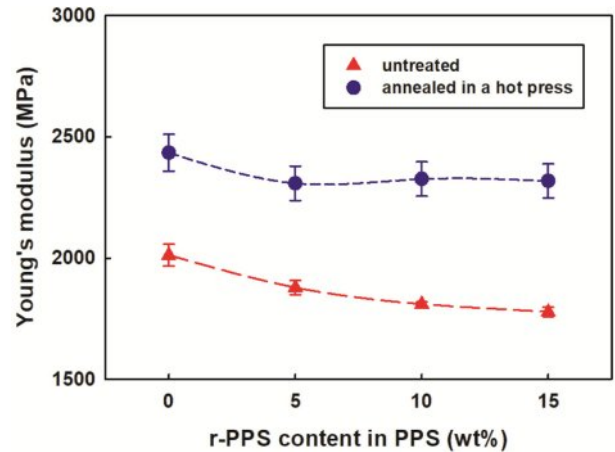 3000
2500
2000
1500
Young's modulus (MPa)
untreated
annealed in a hot press
0 5 10 15
r-PPS content in PPS (wt%)